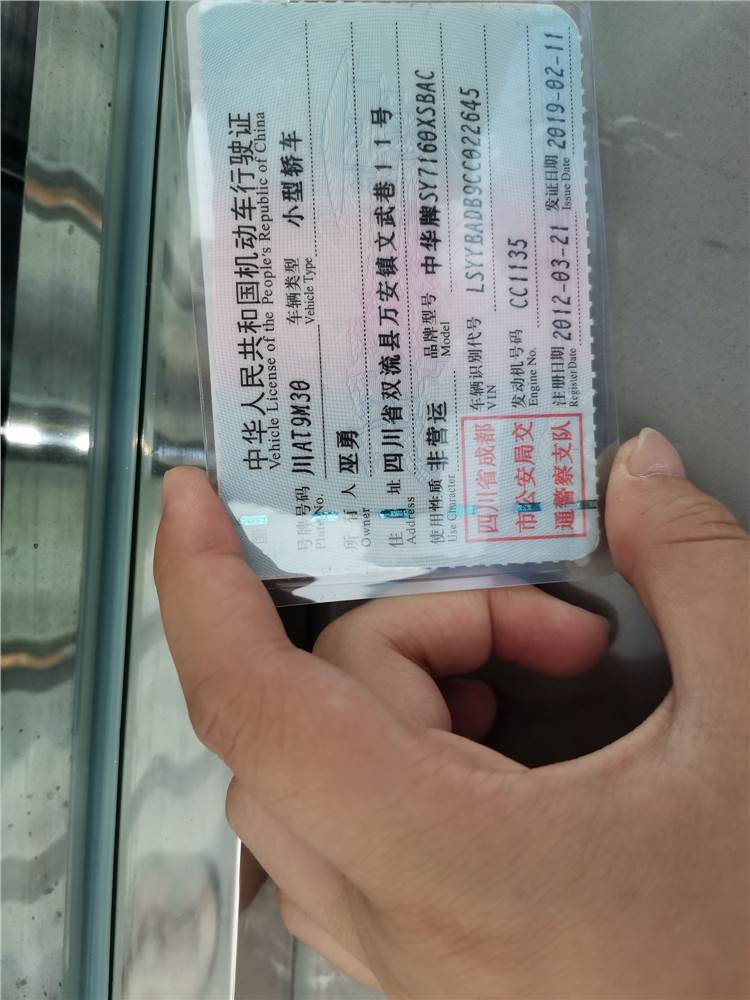 中华人民共和国机动车行驶证
Vehicle License of the People's Republic of China
号牌号码 川AT9M30 车辆类型 小型轿车
Plate No. Vehicle Type
所有人 巫勇
Owner
住址 四川省双流县万安镇文武巷11号
Address
使用性质 非营运 品牌型号 中华牌SY7160XSBAC
Use Character Model
四川省成都
市公安局交
通警察支队
车辆识别代号 LSYYBADB9CC022645
VIN
发动机号码 CC1135
Engine No.
注册日期 2012-03-21 发证日期 2019-02-11
Register Date Issue Date